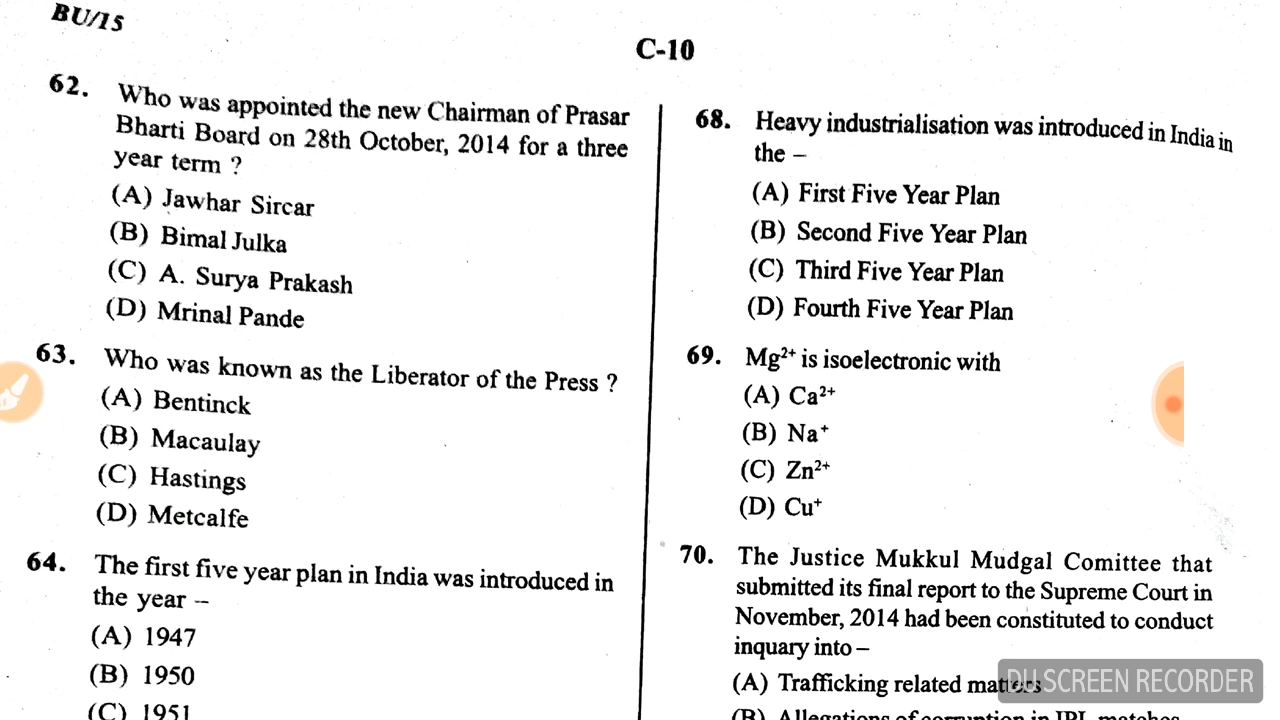 BU/15
C-10
62. Who was appointed the new Chairman of Prasar
Bharti Board on 28th October, 2014 for a three
year term ?
(A) Jawhar Sircar
(B) Bimal Julka
(C) A. Surya Prakash
(D) Mrinal Pande
63. Who was known as the Liberator of the Press ?
(A) Bentinck
(B) Macaulay
(C) Hastings
(D) Metcalfe
64. The first five year plan in India was introduced in
the year –
(A) 1947
(B) 1950
(C) 1951
68. Heavy industrialisation was introduced in India in
the –
(A) First Five Year Plan
(B) Second Five Year Plan
(C) Third Five Year Plan
(D) Fourth Five Year Plan
69. Mg²⁺ is isoelectronic with
(A) Ca²⁺
(B) Na⁺
(C) Zn²⁺
(D) Cu⁺
70. The Justice Mukkul Mudgal Comittee that
submitted its final report to the Supreme Court in
November, 2014 had been constituted to conduct
inquary into –
(A) Trafficking related matters
(B) Allegations of corruption in IPL matches
DU SCREEN RECORDER